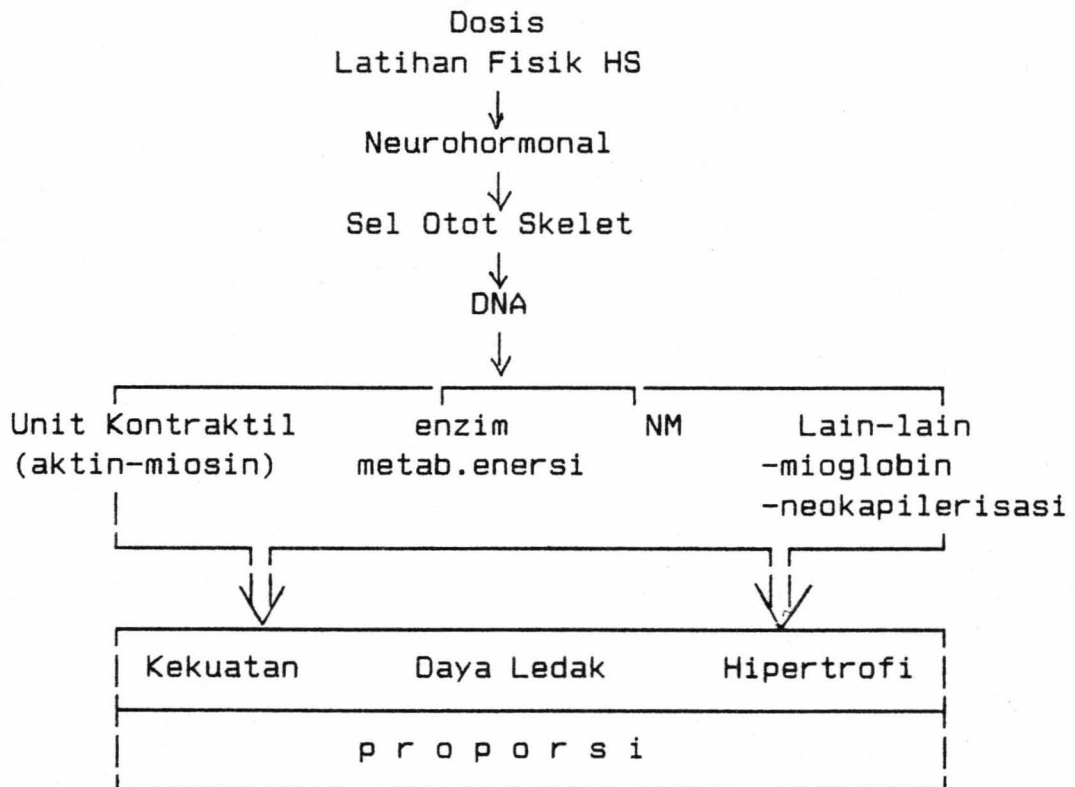 Dosis
Latihan Fisik HS
Neurohormonal
Sel Otot Skelet
DNA
Unit Kontraktil enzim NM Lain-lain
(aktin-miosin) metab.enersi -mioglobin
-neokapilerisasi
Kekuatan Daya Ledak Hipertrofi
p r o p o r s i